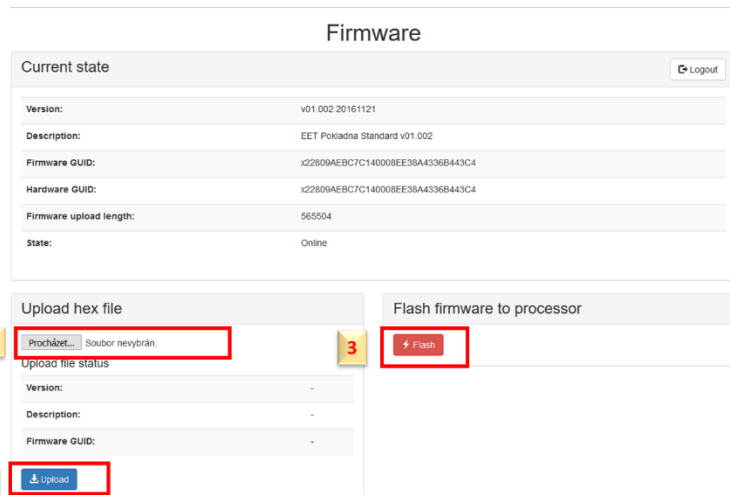 Firmware
Current state
Logout
Version: v01.002 20161121
Description: EET Pokladna Standard v01.002
Firmware GUID: x22809AEBC7C140008EE38A4336B443C4
Hardware GUID: x22809AEBC7C140008EE38A4336B443C4
Firmware upload length: 565504
State: Online
Upload hex file
Procházet... Soubor nevybrán.
Upload file status
Version: -
Description: -
Firmware GUID: -
Upload
Flash firmware to processor
3
Flash